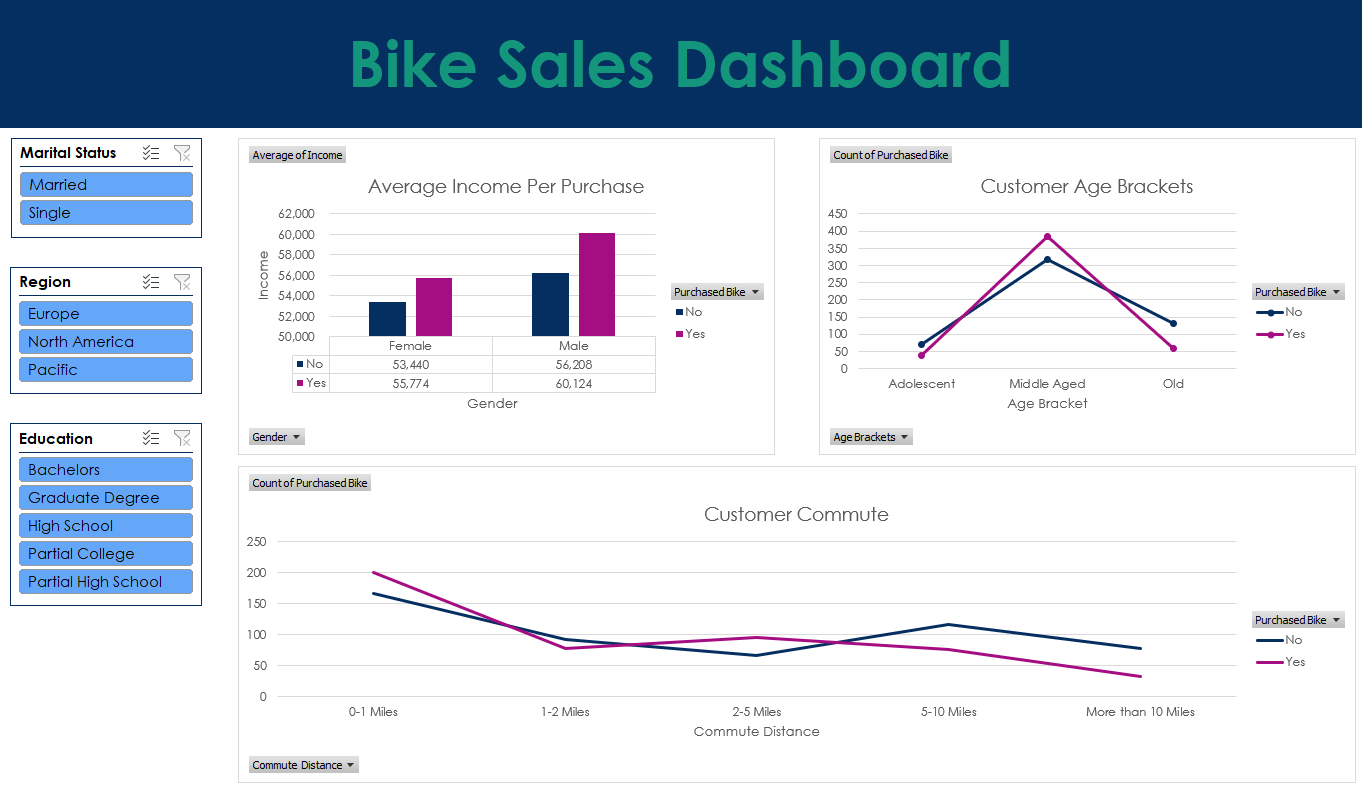 Bike Sales Dashboard
Marital Status
Married
Single
Region
Europe
North America
Pacific
Education
Bachelors
Graduate Degree
High School
Partial College
Partial High School
Average of Income
Average Income Per Purchase
Income
62,000
60,000
58,000
56,000
54,000
52,000
50,000
Female Male
No 53,440 56,208
Yes 55,774 60,124
Gender
Purchased Bike
No
Yes
Gender
Count of Purchased Bike
Customer Age Brackets
450
400
350
300
250
200
150
100
50
0
Adolescent Middle Aged Old
Age Bracket
Purchased Bike
No
Yes
Age Brackets
Count of Purchased Bike
Customer Commute
250
200
150
100
50
0
0-1 Miles 1-2 Miles 2-5 Miles 5-10 Miles More than 10 Miles
Commute Distance
Purchased Bike
No
Yes
Commute Distance